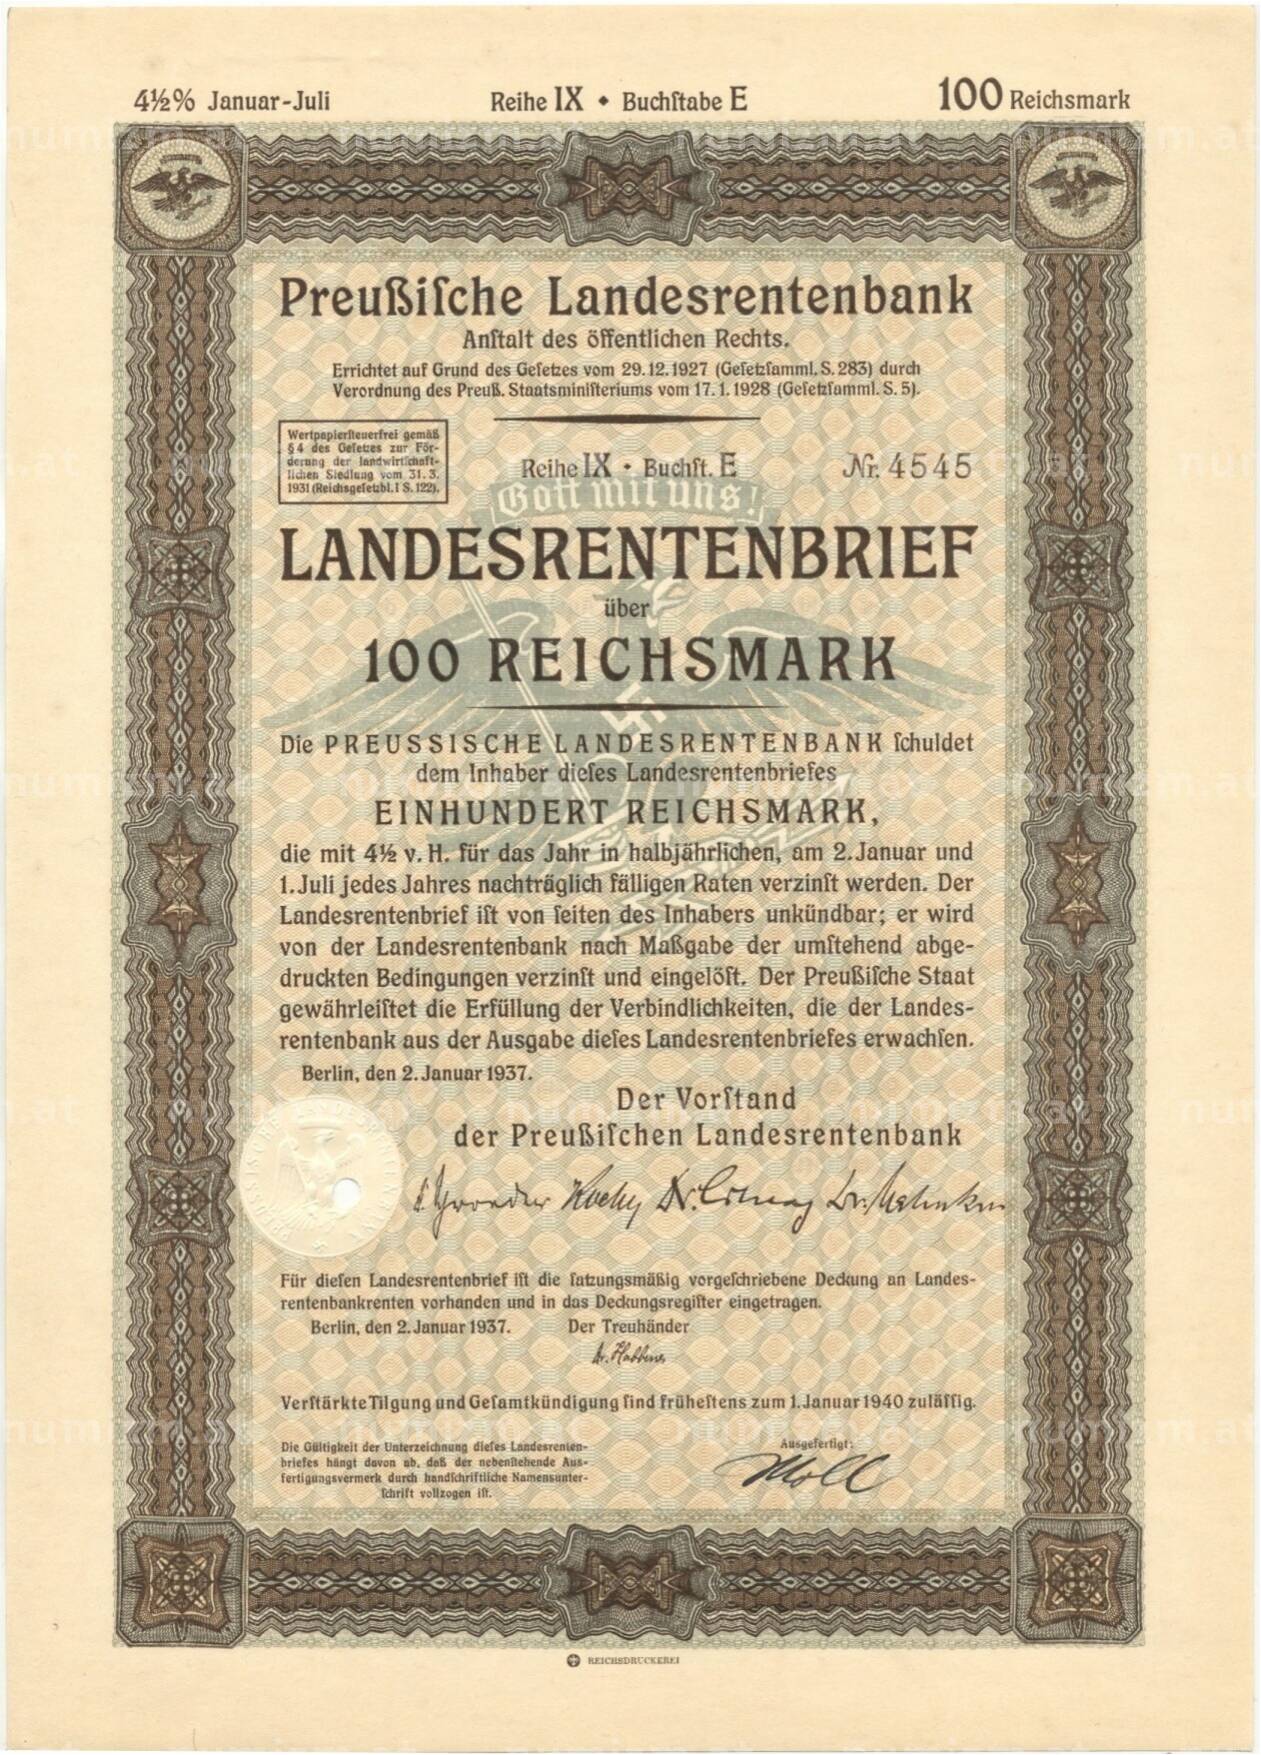 4½% Januar-Juli
Reihe IX • Buchſtabe E
100 Reichsmark
Preußiſche Landesrentenbank
Anſtalt des öffentlichen Rechts.
Errichtet auf Grund des Geſetzes vom 29.12.1927 (Geſetzſamml. S. 283) durch
Verordnung des Preuß. Staatsminiſteriums vom 17.1.1928 (Geſetzſamml. S. 5).
Wertpapierſteuerfrei gemäß
§ 4 des Geſetzes zur För-
derung der landwirtſchaft-
lichen Siedlung vom 31.3.
1931 (Reichsgeſetzbl. I S. 122).
Reihe IX • Buchſt. E
Nr. 4545
Gott mit uns!
LANDESRENTENBRIEF
über
100 REICHSMARK
Die PREUSSISCHE LANDESRENTENBANK ſchuldet
dem Inhaber dieſes Landesrentenbriefes
EINHUNDERT REICHSMARK,
die mit 4½ v. H. für das Jahr in halbjährlichen, am 2. Januar und
1. Juli jedes Jahres nachträglich fälligen Raten verzinſt werden. Der
Landesrentenbrief iſt von ſeiten des Inhabers unkündbar; er wird
von der Landesrentenbank nach Maßgabe der umſtehend abge-
druckten Bedingungen verzinſt und eingelöſt. Der Preußiſche Staat
gewährleiſtet die Erfüllung der Verbindlichkeiten, die der Landes-
rentenbank aus der Ausgabe dieſes Landesrentenbriefes erwachſen.
Berlin, den 2. Januar 1937.
Der Vorſtand
der Preußiſchen Landesrentenbank
Für dieſen Landesrentenbrief iſt die ſatzungsmäßig vorgeſchriebene Deckung an Landes-
rentenbankrenten vorhanden und in das Deckungsregiſter eingetragen.
Berlin, den 2. Januar 1937.
Der Treuhänder
Verſtärkte Tilgung und Geſamtkündigung ſind früheſtens zum 1. Januar 1940 zuläſſig.
Die Gültigkeit der Unterzeichnung dieſes Landesrenten-
briefes hängt davon ab, daß der nebenſtehende Aus-
fertigungsvermerk durch handſchriftliche Namensunter-
ſchrift vollzogen iſt.
Ausgefertigt:
Moll
REICHSDRUCKEREI
numizm.at